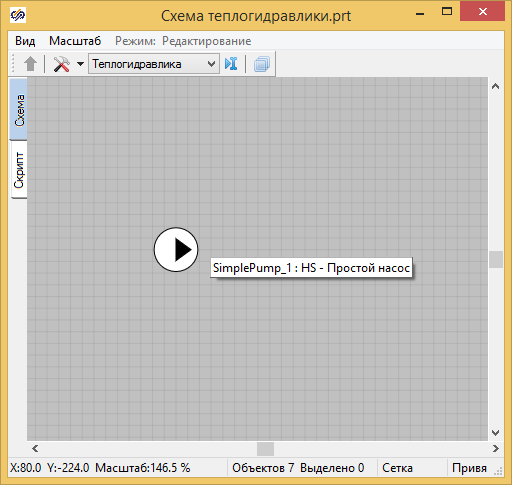 Схема теплогидравлики.prt
Вид Масштаб Режим: Редактирование
Теплогидравлика
Схема
Скрипт
SimplePump_1 : HS - Простой насос
X:80.0 Y:-224.0 Масштаб:146.5 % Объектов 7 Выделено 0 Сетка Привя